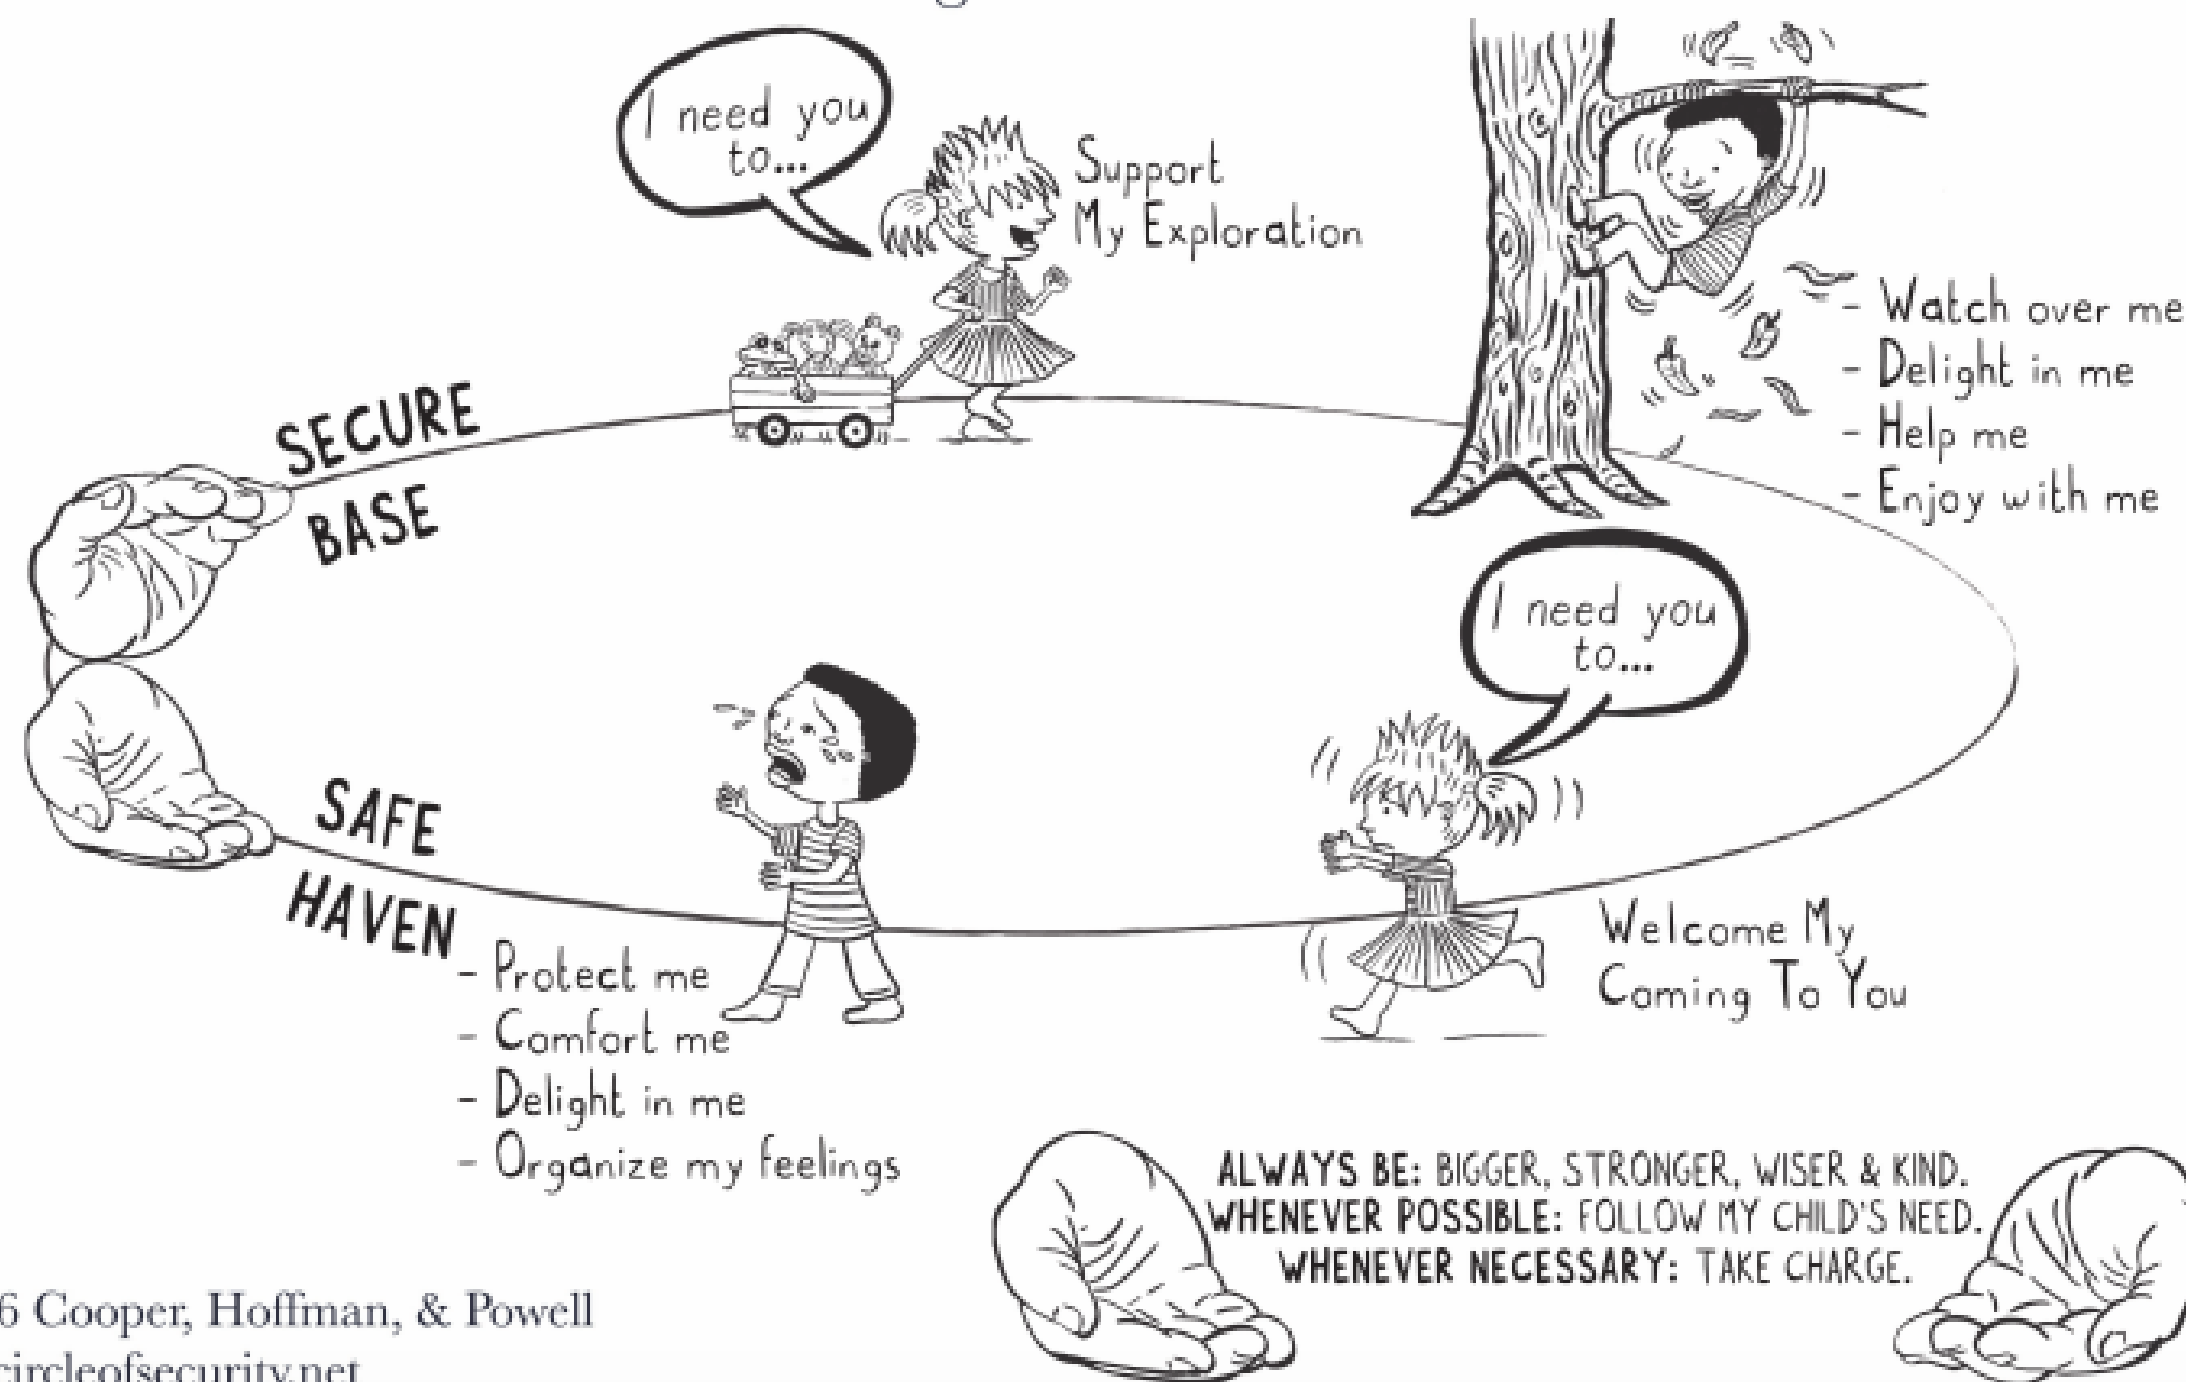 I need you
to...
Support
My Exploration
- Watch over me
- Delight in me
- Help me
- Enjoy with me
SECURE
BASE
I need you
to...
Welcome My
Coming To You
SAFE
HAVEN
- Protect me
- Comfort me
- Delight in me
- Organize my feelings
ALWAYS BE: BIGGER, STRONGER, WISER & KIND.
WHENEVER POSSIBLE: FOLLOW MY CHILD'S NEED.
WHENEVER NECESSARY: TAKE CHARGE.
6 Cooper, Hoffman, & Powell
circleofsecurity.net